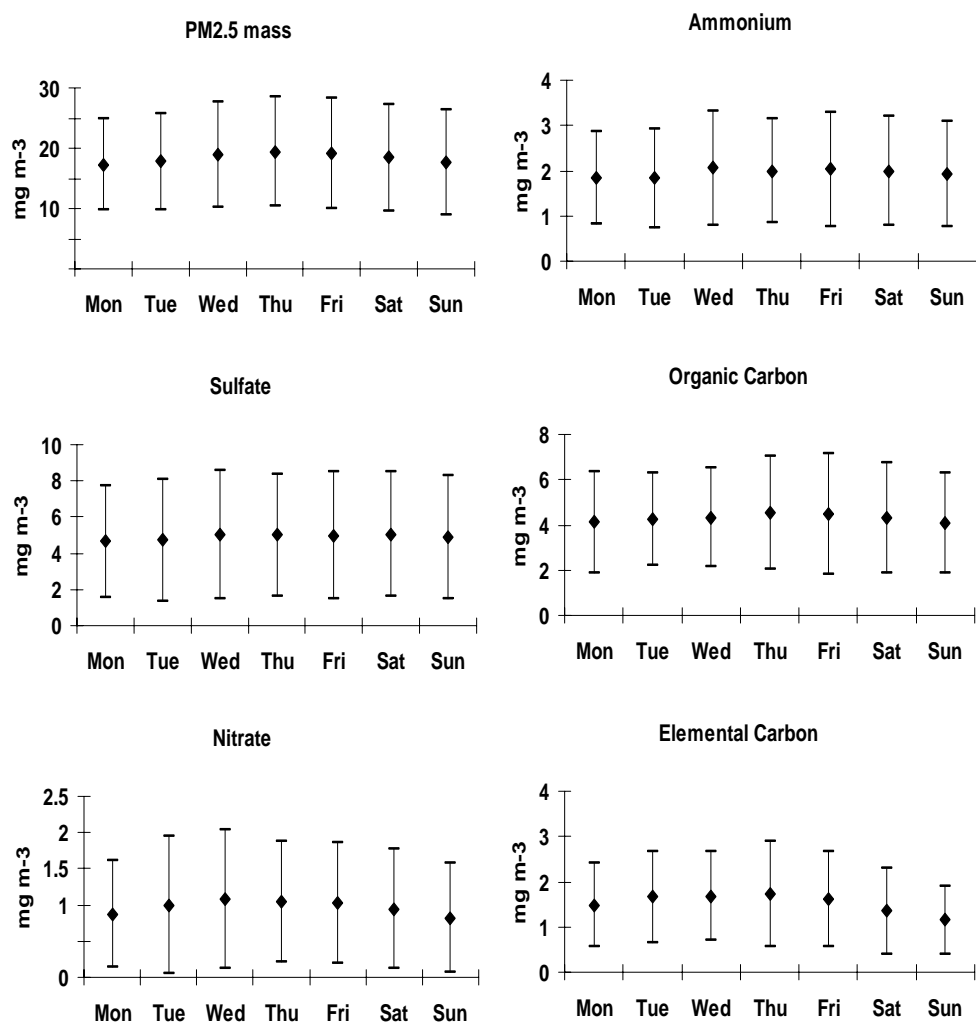 PM2.5 mass
30
20
10
mg m-3
Mon Tue Wed Thu Fri Sat Sun
Ammonium
4
3
2
1
0
mg m-3
Mon Tue Wed Thu Fri Sat Sun
Sulfate
10
8
6
4
2
0
mg m-3
Mon Tue Wed Thu Fri Sat Sun
Organic Carbon
8
6
4
2
0
mg m-3
Mon Tue Wed Thu Fri Sat Sun
Nitrate
2.5
2
1.5
1
0
mg m-3
Mon Tue Wed Thu Fri Sat Sun
Elemental Carbon
4
3
2
1
0
mg m-3
Mon Tue Wed Thu Fri Sat Sun